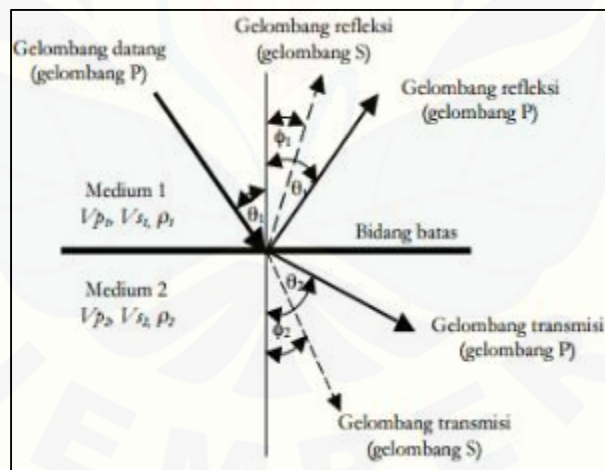 Gelombang datang
(gelombang P)
Gelombang refleksi
(gelombang S)
Gelombang refleksi
(gelombang P)
ϕ₁
θ₁
θ₁
Medium 1
Vp₁, Vs₁, ρ₁
Bidang batas
Medium 2
Vp₂, Vs₂, ρ₂
θ₂
ϕ₂
Gelombang transmisi
(gelombang P)
Gelombang transmisi
(gelombang S)
EMBER